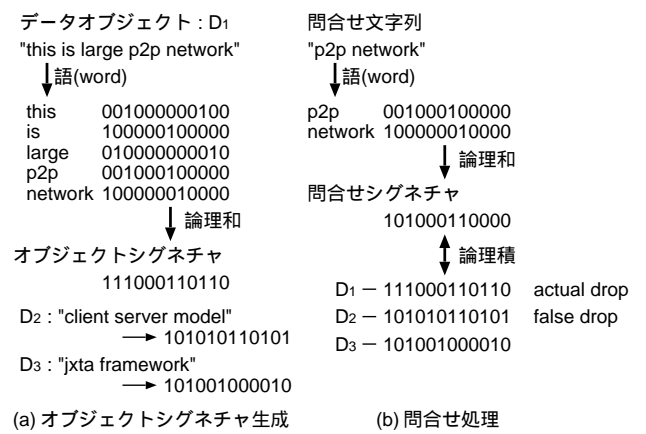 データオブジェクト : D1
"this is large p2p network"
語(word)
this 001000000100
is 100000100000
large 010000000010
p2p 001000100000
network 100000010000
論理和
オブジェクトシグネチャ
111000110110
D2 : "client server model"
101010110101
D3 : "jxta framework"
101001000010
(a) オブジェクトシグネチャ生成
問合せ文字列
"p2p network"
語(word)
p2p 001000100000
network 100000010000
論理和
問合せシグネチャ
101000110000
論理積
D1 － 111000110110 actual drop
D2 － 101010110101 false drop
D3 － 101001000010
(b) 問合せ処理